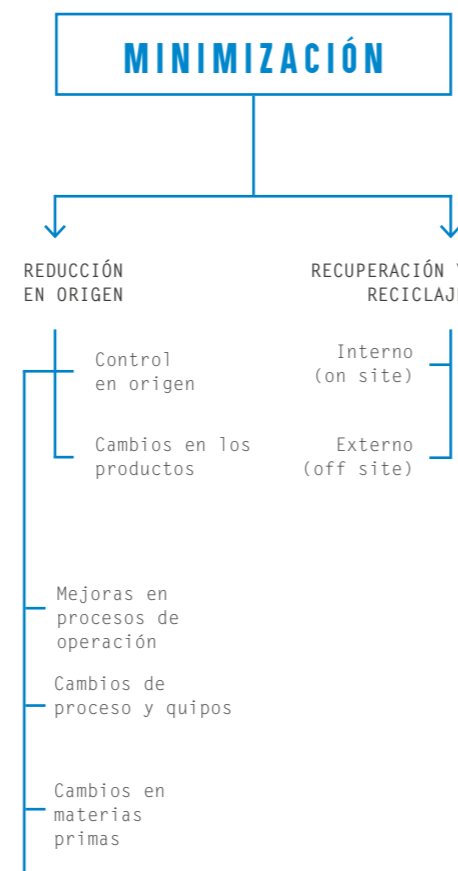 MINIMIZACIÓN
REDUCCIÓN
EN ORIGEN
RECUPERACIÓN
Control
en origen
Cambios en los
productos
Interno
(on site)
Externo
(off site)
Mejoras en
procesos de
operación
Cambios de
proceso y quipos
Cambios en
materias
primas